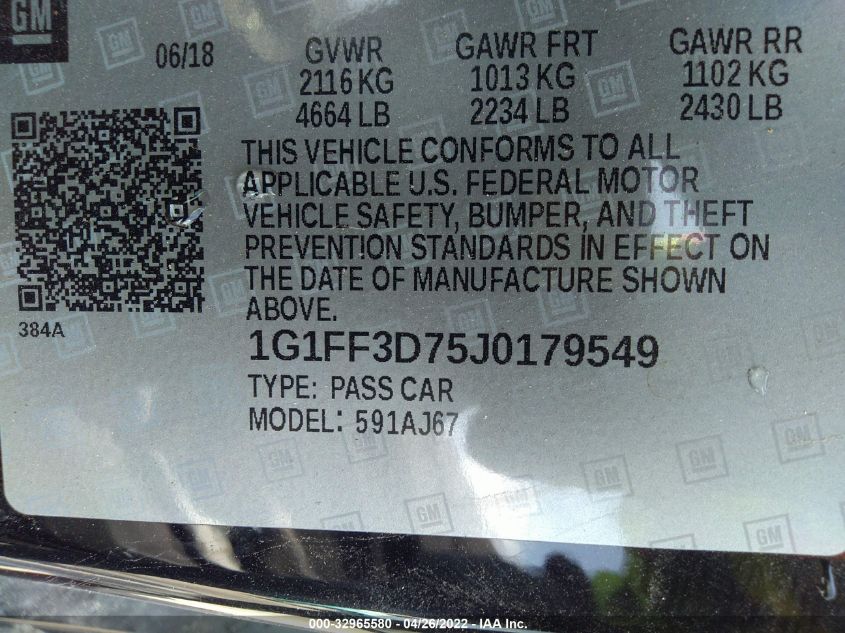 GM
06/18
GVWR
2116 KG
4664 LB
GAWR FRT
1013 KG
2234 LB
GAWR RR
1102 KG
2430 LB
THIS VEHICLE CONFORMS TO ALL
APPLICABLE U.S. FEDERAL MOTOR
VEHICLE SAFETY, BUMPER, AND THEFT
PREVENTION STANDARDS IN EFFECT ON
THE DATE OF MANUFACTURE SHOWN
ABOVE.
384A
1G1FF3D75J0179549
TYPE: PASS CAR
MODEL: 591AJ67
000-32965580 - 04/26/2022 - IAA Inc.